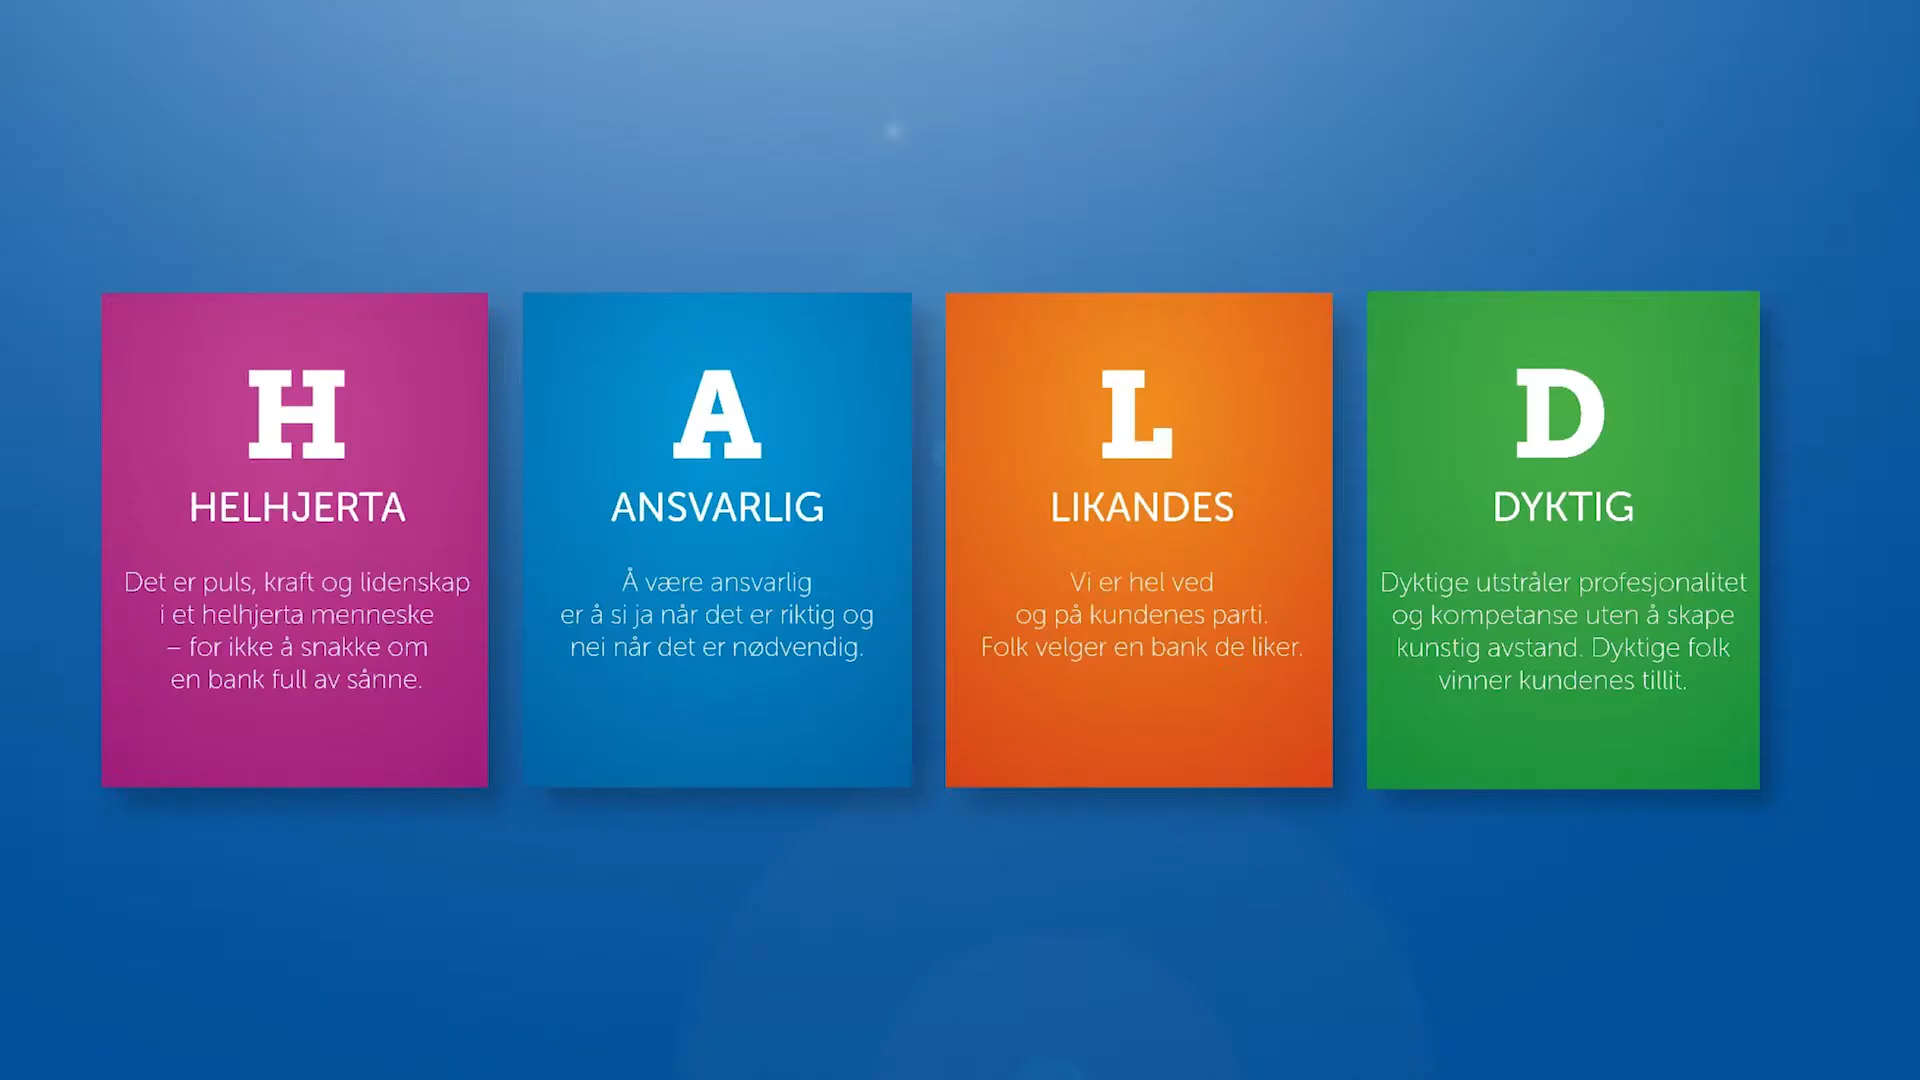 H
HELHJERTA
Det er puls, kraft og lidenskap
i et helhjerta menneske
– for ikke å snakke om
en bank full av sånne.
A
ANSVARLIG
Å være ansvarlig
er å si ja når det er riktig og
nei når det er nødvendig.
L
LIKANDES
Vi er hel ved
og på kundenes parti.
Folk velger en bank de liker.
D
DYKTIG
Dyktige utstråler profesjonalitet
og kompetanse uten å skape
kunstig avstand. Dyktige folk
vinner kundenes tillit.